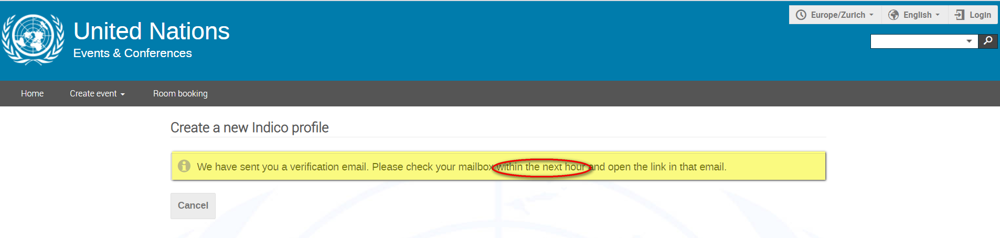 United Nations
Events & Conferences
Europe/Zurich
English
Login
Home
Create event
Room booking
Create a new Indico profile
We have sent you a verification email. Please check your mailbox within the next hour and open the link in that email.
Cancel